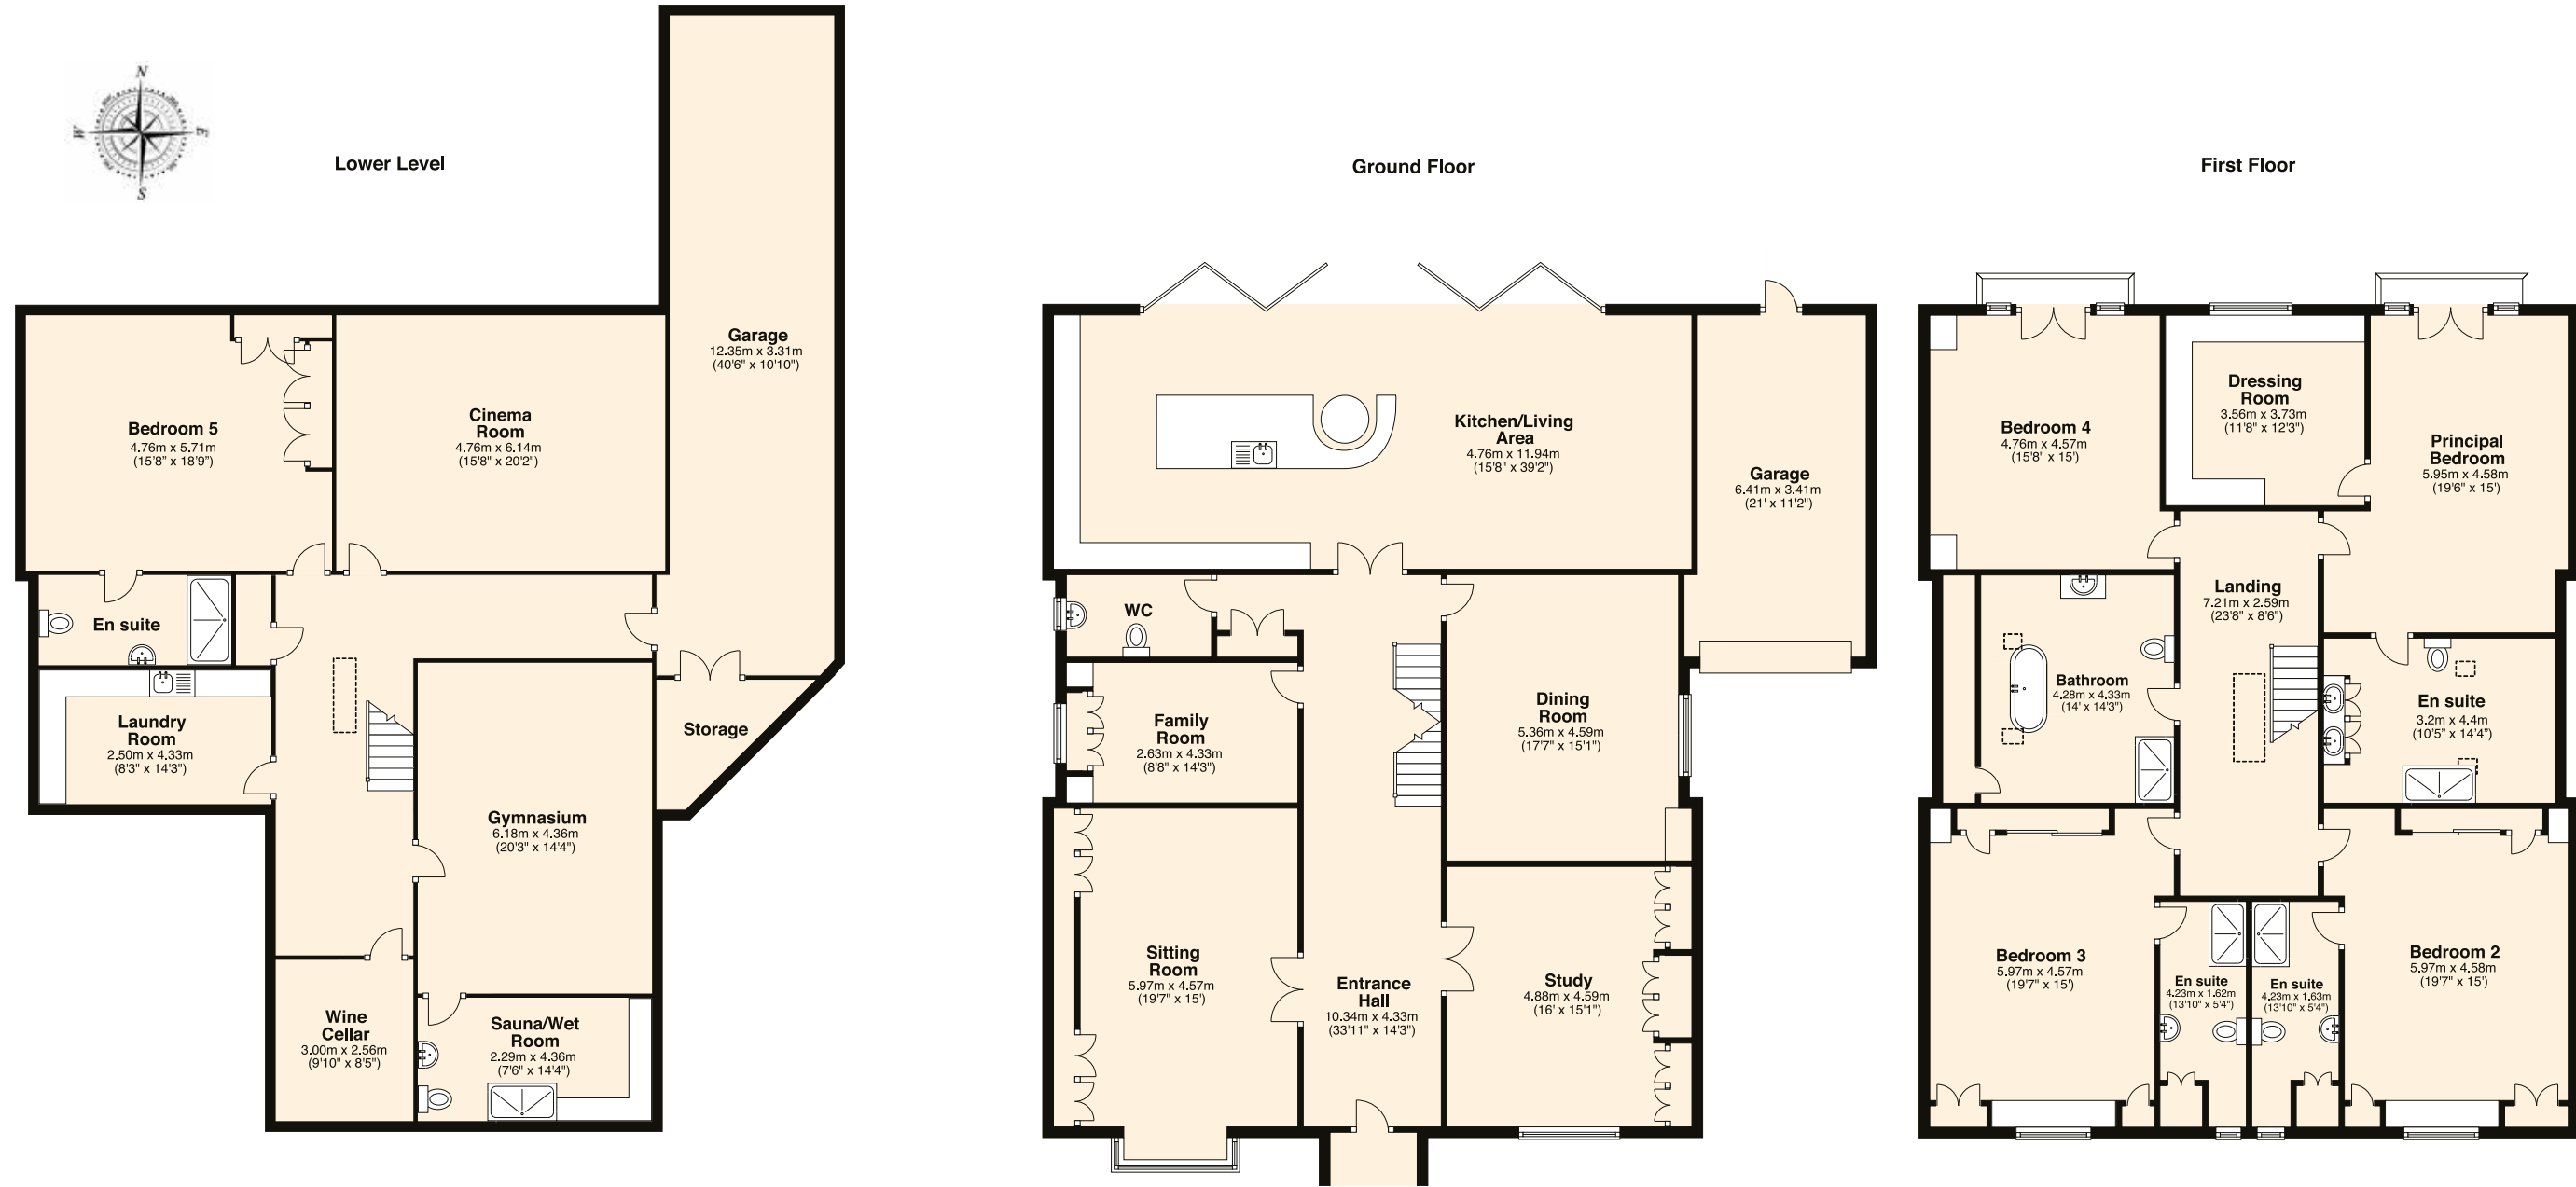 N
W
E
S
Lower Level
Garage
12.35m x 3.31m
(40'6" x 10'10")
Bedroom 5
4.76m x 5.71m
(15'8" x 18'9")
Cinema
Room
4.76m x 6.14m
(15'8" x 20'2")
En suite
Laundry
Room
2.50m x 4.33m
(8'3" x 14'3")
Storage
Gymnasium
6.18m x 4.36m
(20'3" x 14'4")
Wine
Cellar
3.00m x 2.56m
(9'10" x 8'5")
Sauna/Wet
Room
2.29m x 4.36m
(7'6" x 14'4")
Ground Floor
Kitchen/Living
Area
4.76m x 11.94m
(15'8" x 39'2")
Garage
6.41m x 3.41m
(21' x 11'2")
WC
Family
Room
2.63m x 4.33m
(8'8" x 14'3")
Dining
Room
5.36m x 4.59m
(17'7" x 15'1")
Sitting
Room
5.97m x 4.57m
(19'7" x 15')
Entrance
Hall
10.34m x 4.33m
(33'11" x 14'3")
Study
4.88m x 4.59m
(16' x 15'1")
First Floor
Bedroom 4
4.76m x 4.57m
(15'8" x 15')
Dressing
Room
3.56m x 3.73m
(11'8" x 12'3")
Principal
Bedroom
5.95m x 4.58m
(19'6" x 15')
Landing
7.21m x 2.59m
(23'8" x 8'6")
Bathroom
4.28m x 4.33m
(14' x 14'3")
En suite
3.2m x 4.4m
(10'5" x 14'4")
Bedroom 3
5.97m x 4.57m
(19'7" x 15')
En suite
4.23m x 1.62m
(13'10" x 5'4")
En suite
4.23m x 1.63m
(13'10" x 5'4")
Bedroom 2
5.97m x 4.58m
(19'7" x 15')